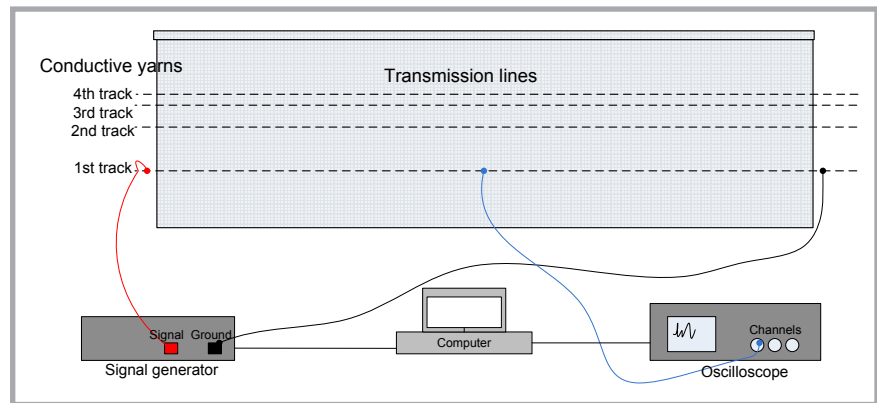 Conductive yarns
Transmission lines
4th track
3rd track
2nd track
1st track
Signal Ground
Signal generator
Computer
Channels
Oscilloscope